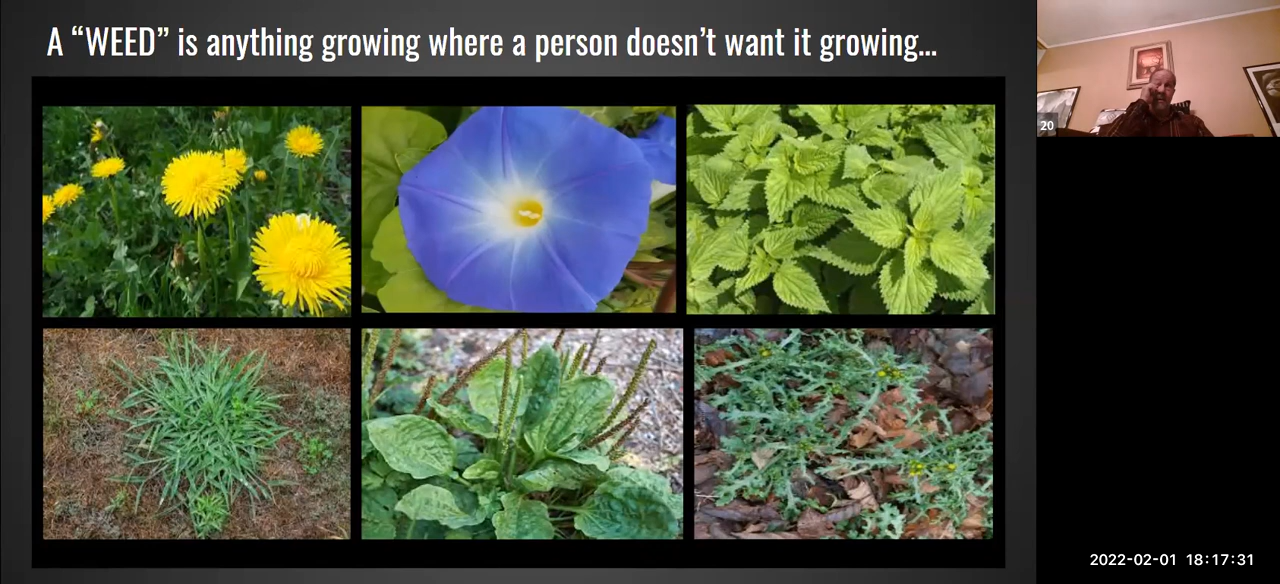 A “WEED” is anything growing where a person doesn’t want it growing...
20
2022-02-01 18:17:31